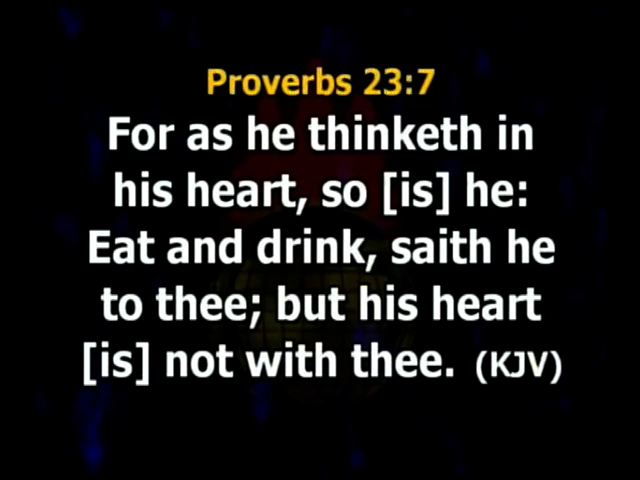 Proverbs 23:7
For as he thinketh in
his heart, so [is] he:
Eat and drink, saith he
to thee; but his heart
[is] not with thee. (KJV)